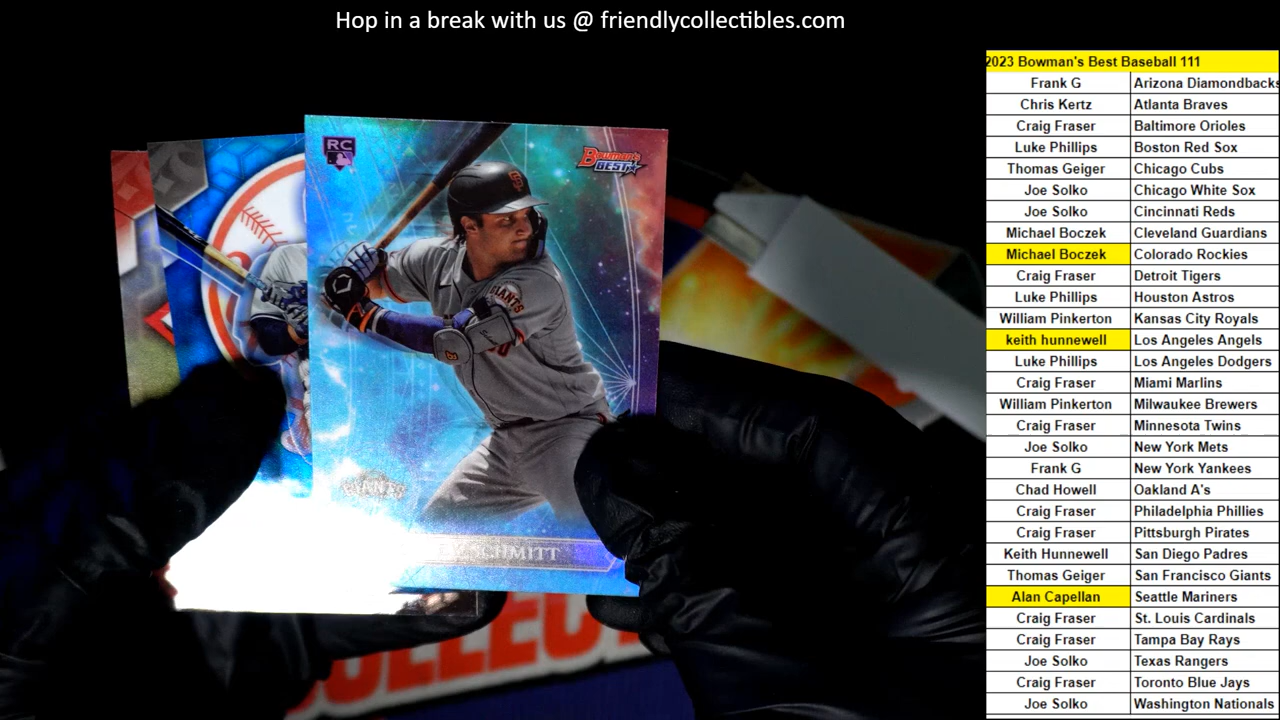 Hop in a break with us @ friendlycollectibles.com
2023 Bowman's Best Baseball 111
Frank G Arizona Diamondbacks
Chris Kertz Atlanta Braves
Craig Fraser Baltimore Orioles
Luke Phillips Boston Red Sox
Thomas Geiger Chicago Cubs
Joe Solko Chicago White Sox
Joe Solko Cincinnati Reds
Michael Boczek Cleveland Guardians
Michael Boczek Colorado Rockies
Craig Fraser Detroit Tigers
Luke Phillips Houston Astros
William Pinkerton Kansas City Royals
keith hunnewell Los Angeles Angels
Luke Phillips Los Angeles Dodgers
Craig Fraser Miami Marlins
William Pinkerton Milwaukee Brewers
Craig Fraser Minnesota Twins
Joe Solko New York Mets
Frank G New York Yankees
Chad Howell Oakland A's
Craig Fraser Philadelphia Phillies
Craig Fraser Pittsburgh Pirates
Keith Hunnewell San Diego Padres
Thomas Geiger San Francisco Giants
Alan Capellan Seattle Mariners
Craig Fraser St. Louis Cardinals
Craig Fraser Tampa Bay Rays
Joe Solko Texas Rangers
Craig Fraser Toronto Blue Jays
Joe Solko Washington Nationals
RC
BOWMAN'S
BEST
SF
GIANTS
GIANTS
SCHMITT
COLLECT